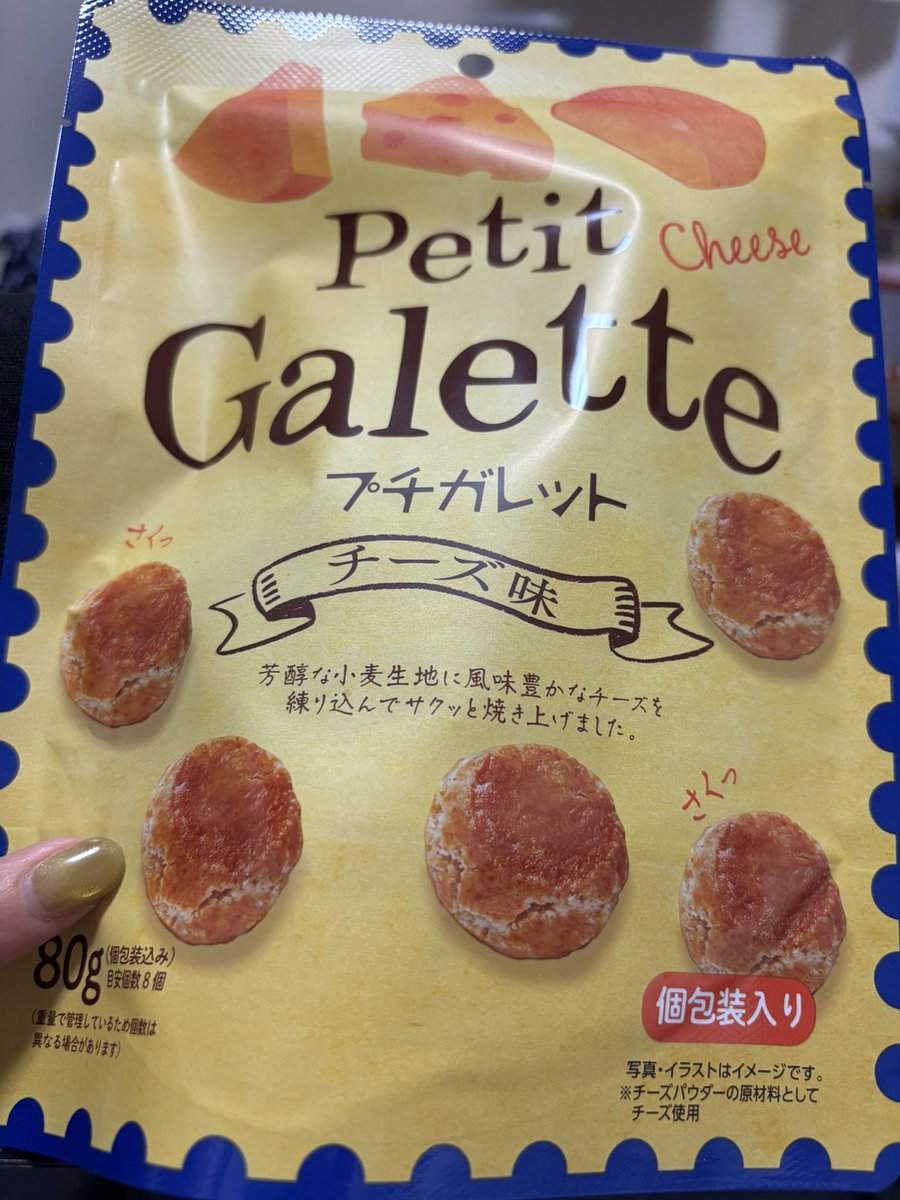 Petit
Cheese
Galette
プチガレット
さくっ
チーズ味
芳醇な小麦生地に風味豊かなチーズを
練り込んでサクッと焼き上げました。
さくっ
80g(個包装込み)
目安個数8個
(重量で管理しているため個数は
異なる場合があります)
個包装入り
写真・イラストはイメージです。
※チーズパウダーの原材料として
チーズ使用